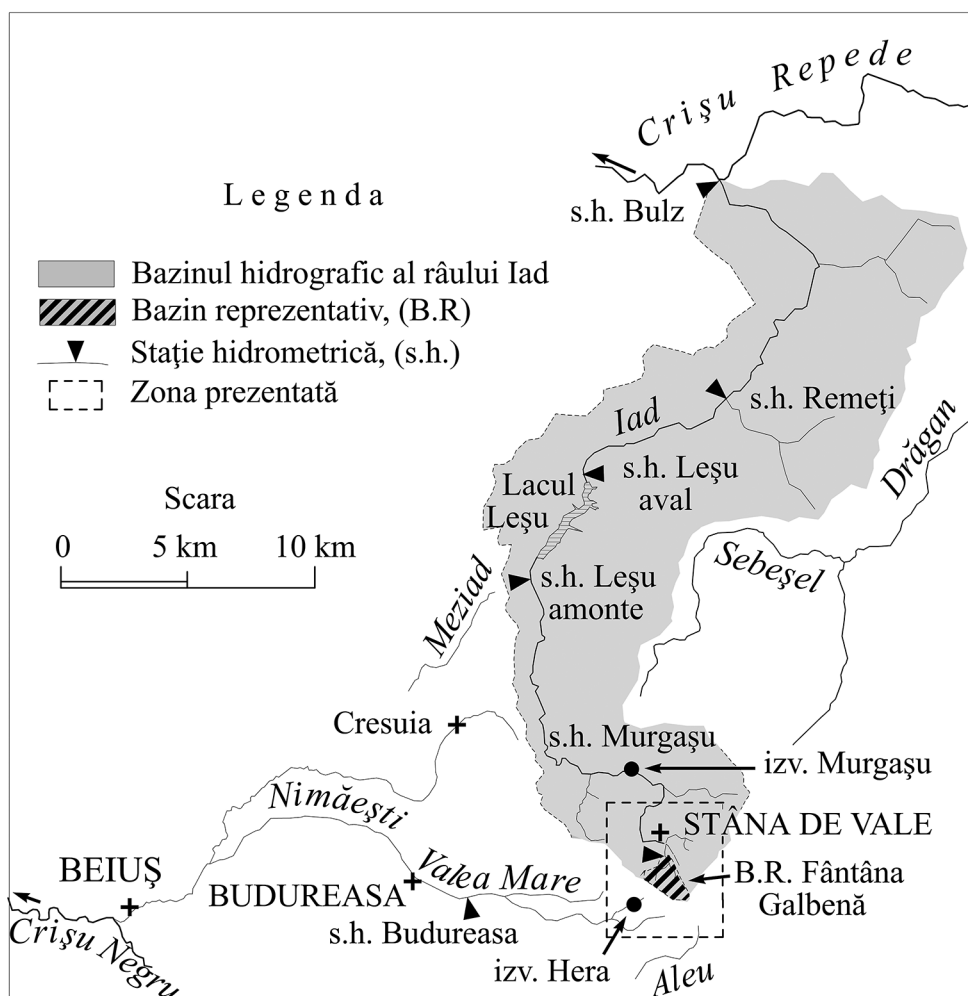 Crişu Repede
Legenda
s.h. Bulz
Bazinul hidrografic al râului Iad
Bazin reprezentativ, (B.R)
Staţie hidrometrică, (s.h.)
Zona prezentată
s.h. Remeţi
Iad
Drăgan
s.h. Leşu
aval
Lacul
Leşu
Scara
0 5 km 10 km
Sebeşel
s.h. Leşu
amonte
Meziad
Cresuia
s.h. Murgaşu
izv. Murgaşu
Nimăeşti
STÂNA DE VALE
BEIUŞ
BUDUREASA
Valea Mare
B.R. Fântâna
Galbenă
s.h. Budureasa
Crişu Negru
izv. Hera
Aleu